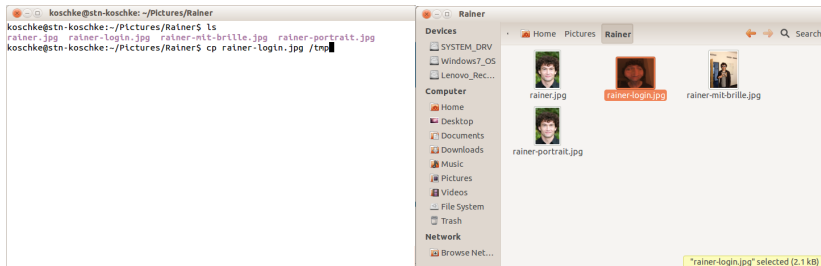 koschke@stn-koschke: ~/Pictures/Rainer
koschke@stn-koschke:~/Pictures/Rainer$ ls
rainer.jpg rainer-login.jpg rainer-mit-brille.jpg rainer-portrait.jpg
koschke@stn-koschke:~/Pictures/Rainer$ cp rainer-login.jpg /tmp
Rainer
Devices
SYSTEM_DRV
Windows7_OS
Lenovo_Rec...
Computer
Home
Desktop
Documents
Downloads
Music
Pictures
Videos
File System
Trash
Network
Browse Net...
Home Pictures Rainer
Search
rainer.jpg
rainer-login.jpg
rainer-mit-brille.jpg
rainer-portrait.jpg
"rainer-login.jpg" selected (2.1 kB)